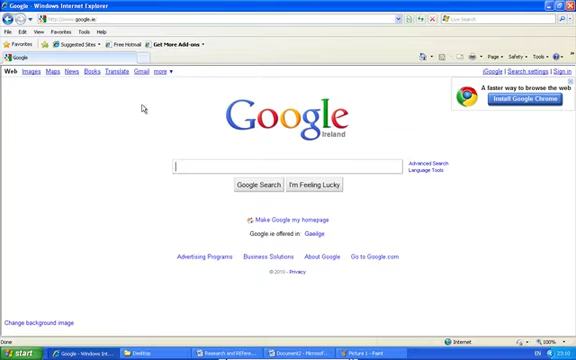 Google - Windows Internet Explorer
http://www.google.ie
Live Search
File Edit View Favorites Tools Help
Favorites Suggested Sites Free Hotmail Get More Add-ons
Google
Page Safety Tools
Web Images Maps News Books Translate Gmail more
iGoogle | Search settings | Sign in
A faster way to browse the web
Install Google Chrome
Google
Ireland
Advanced Search
Language Tools
Google Search I'm Feeling Lucky
Make Google my homepage
Google.ie offered in: Gaeilge
Advertising Programs Business Solutions About Google Go to Google.com
© 2010 - Privacy
Change background image
Done
Internet
100%
start
Google - Windows Int...
Desktop
Document2 - Microsof...
Picture 1 - Paint
EN
23:10